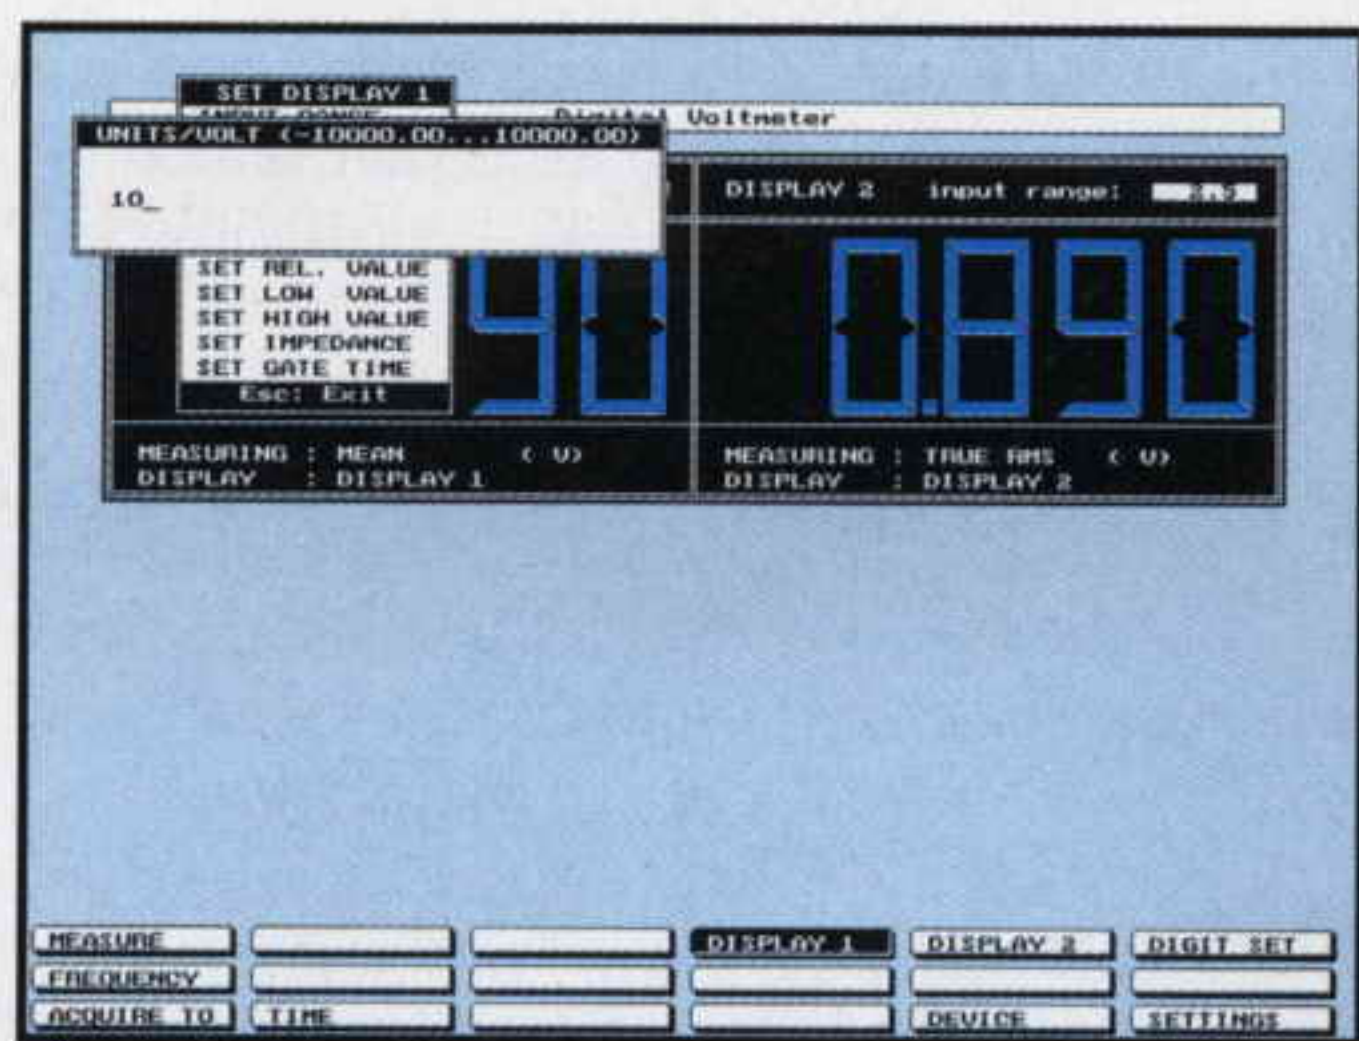 SET DISPLAY 1
Digital Voltmeter
UNITS/VOLT (-10000.00...10000.00)
10_
DISPLAY 2 input range: 2.5
SET REL. VALUE
SET LOW VALUE
SET HIGH VALUE
SET IMPEDANCE
SET GATE TIME
Esc: Exit
90
0.890
MEASURING : MEAN ( V)
DISPLAY : DISPLAY 1
MEASURING : TRUE RMS ( V)
DISPLAY : DISPLAY 2
MEASURE DISPLAY 1 DISPLAY 2 DIGIT SET
FREQUENCY
ACQUIRE TO TIME DEVICE SETTINGS